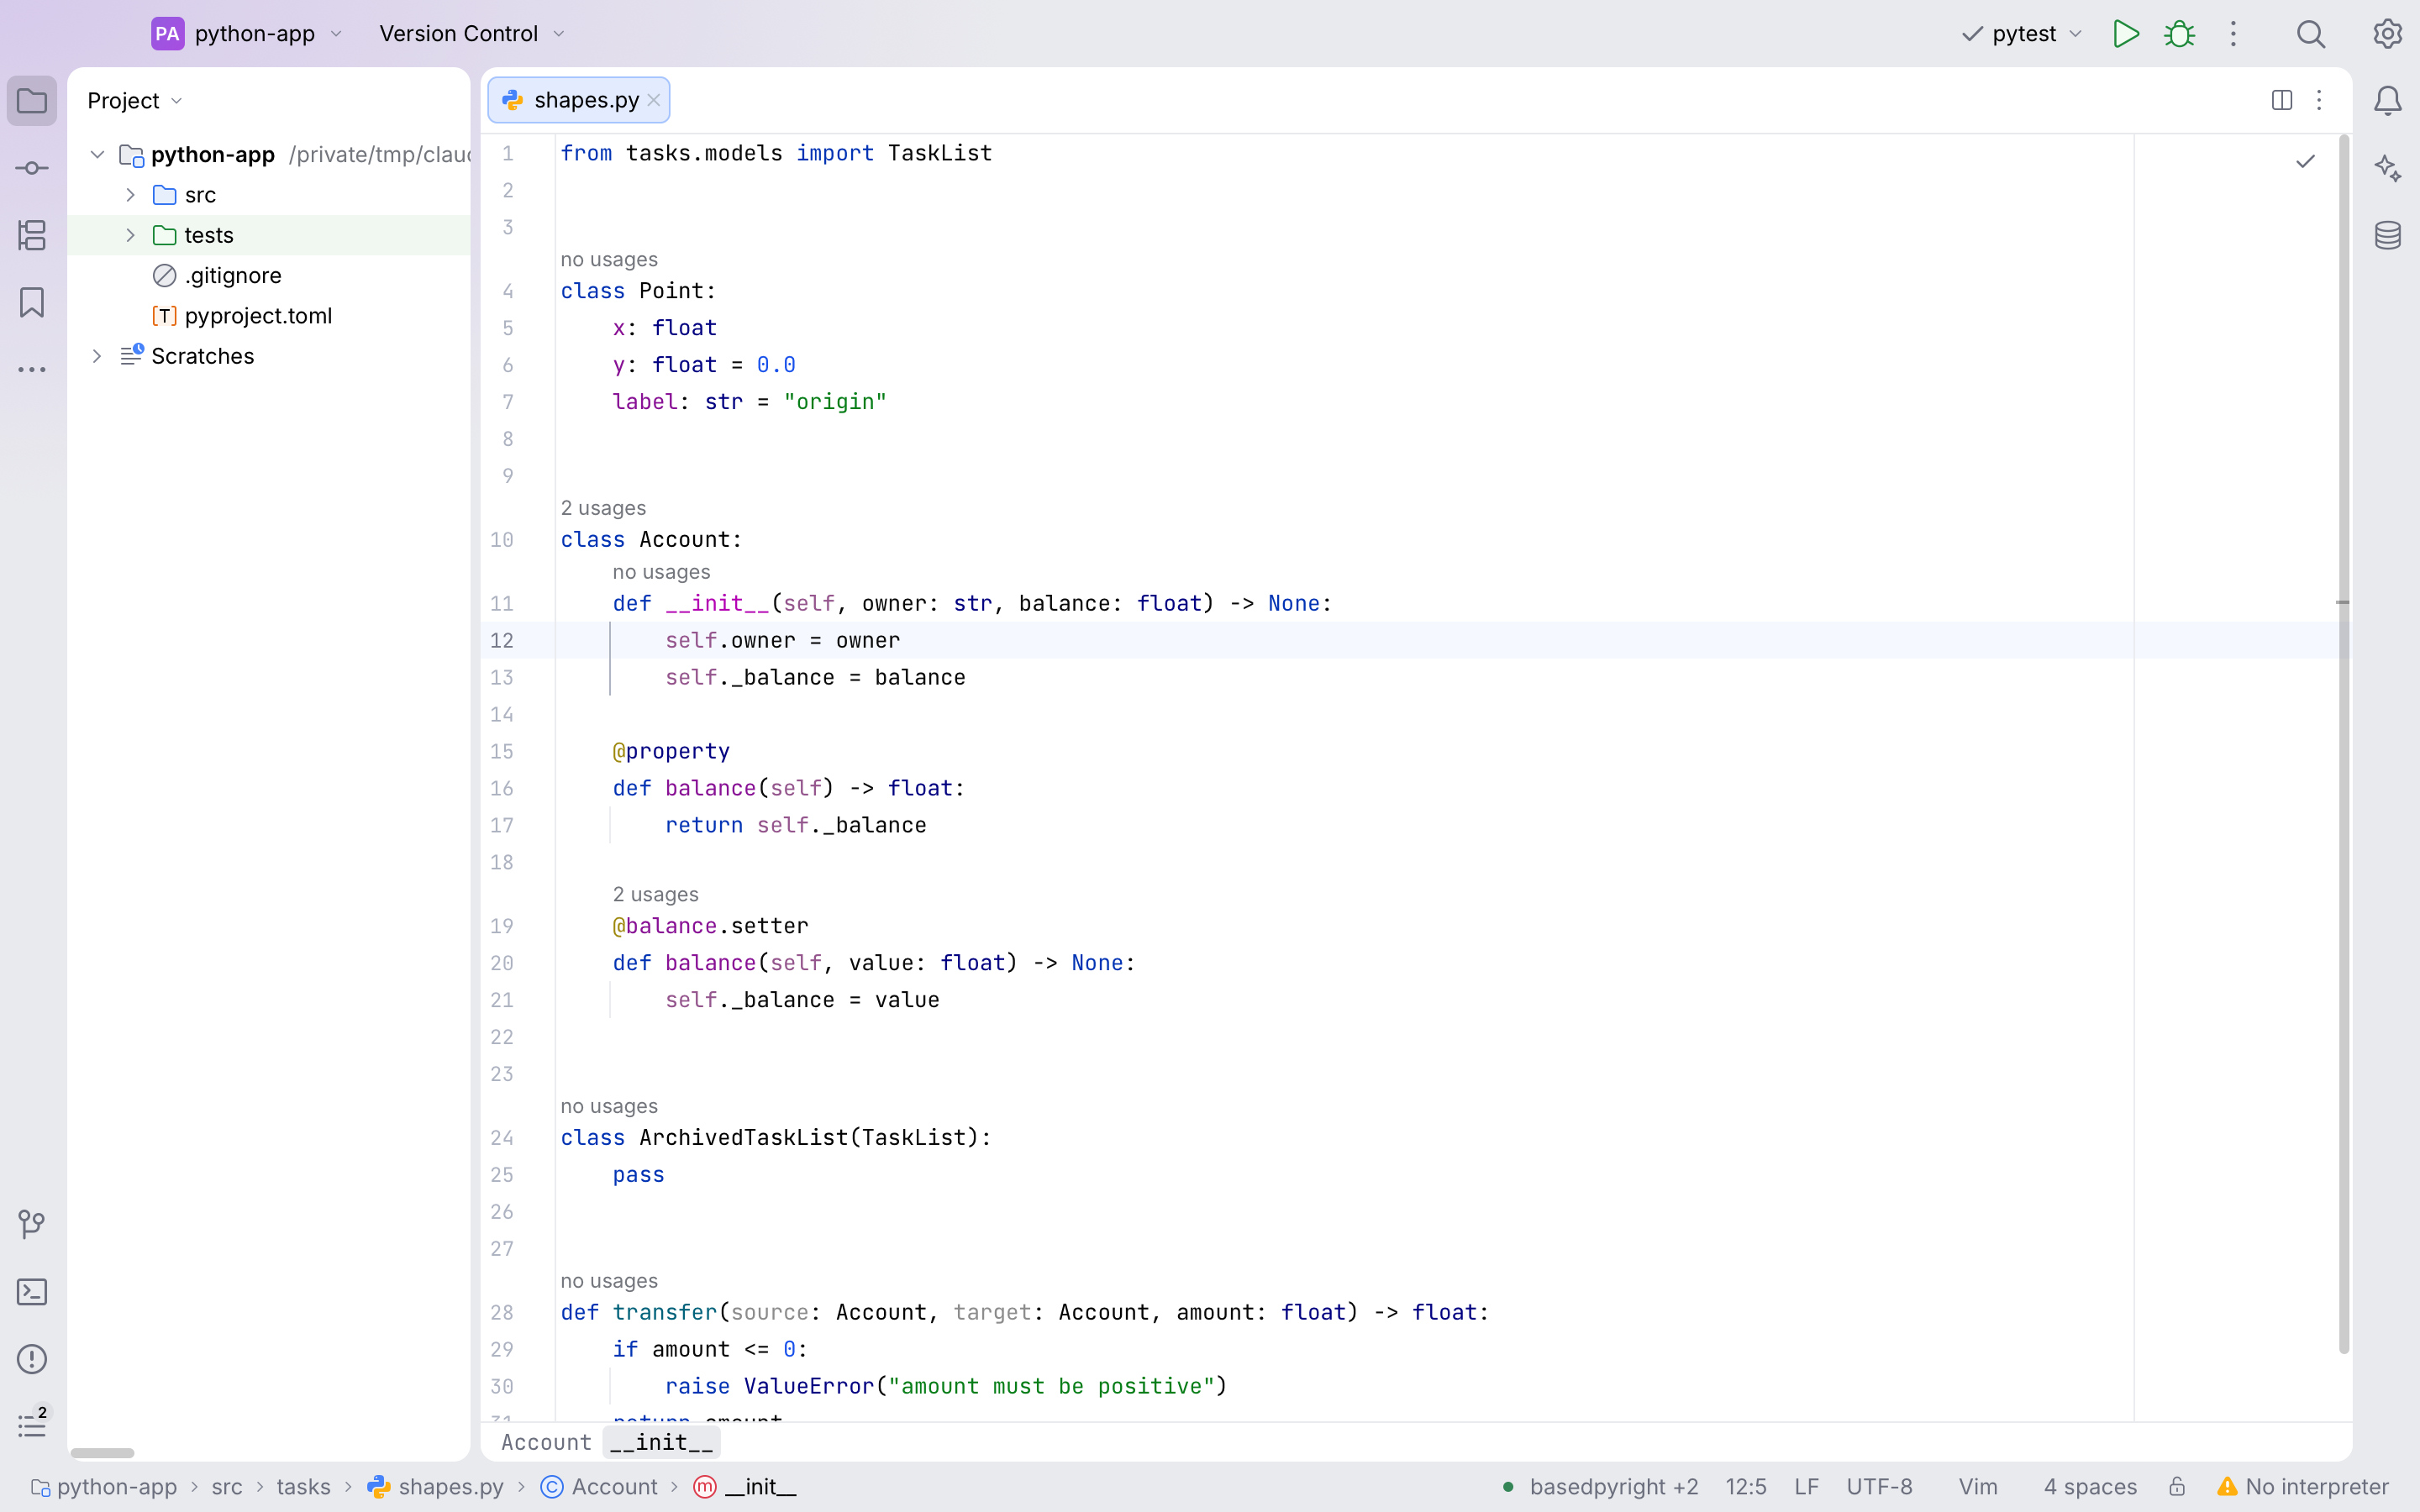 PA python-app Version Control pytest
Project
python-app /private/tmp/clau
src
tests
.gitignore
[T] pyproject.toml
Scratches
2
shapes.py
1 from tasks.models import TaskList
2
3
no usages
4 class Point:
5 x: float
6 y: float = 0.0
7 label: str = "origin"
8
9
2 usages
10 class Account:
no usages
11 def __init__(self, owner: str, balance: float) -> None:
12 self.owner = owner
13 self._balance = balance
14
15 @property
16 def balance(self) -> float:
17 return self._balance
18
2 usages
19 @balance.setter
20 def balance(self, value: float) -> None:
21 self._balance = value
22
23
no usages
24 class ArchivedTaskList(TaskList):
25 pass
26
27
no usages
28 def transfer(source: Account, target: Account, amount: float) -> float:
29 if amount <= 0:
30 raise ValueError("amount must be positive")
31 return amount
Account __init__
python-app > src > tasks > shapes.py > C Account > m __init__ basedpyright +2 12:5 LF UTF-8 Vim 4 spaces No interpreter